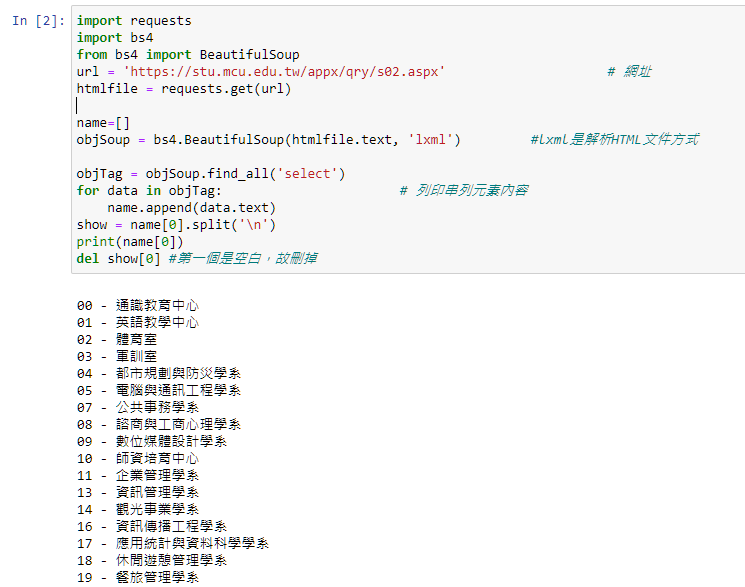 In [2]: import requests
import bs4
from bs4 import BeautifulSoup
url = 'https://stu.mcu.edu.tw/appx/qry/s02.aspx' # 網址
htmlfile = requests.get(url)
name=[]
objSoup = bs4.BeautifulSoup(htmlfile.text, 'lxml') #lxml是解析HTML文件方式
objTag = objSoup.find_all('select')
for data in objTag: # 列印串列元素內容
    name.append(data.text)
show = name[0].split('\n')
print(name[0])
del show[0] #第一個是空白，故刪掉
00 - 通識教育中心
01 - 英語教學中心
02 - 體育室
03 - 軍訓室
04 - 都市規劃與防災學系
05 - 電腦與通訊工程學系
07 - 公共事務學系
08 - 諮商與工商心理學系
09 - 數位媒體設計學系
10 - 師資培育中心
11 - 企業管理學系
13 - 資訊管理學系
14 - 觀光事業學系
16 - 資訊傳播工程學系
17 - 應用統計與資料科學學系
18 - 休閒遊憩管理學系
19 - 餐旅管理學系